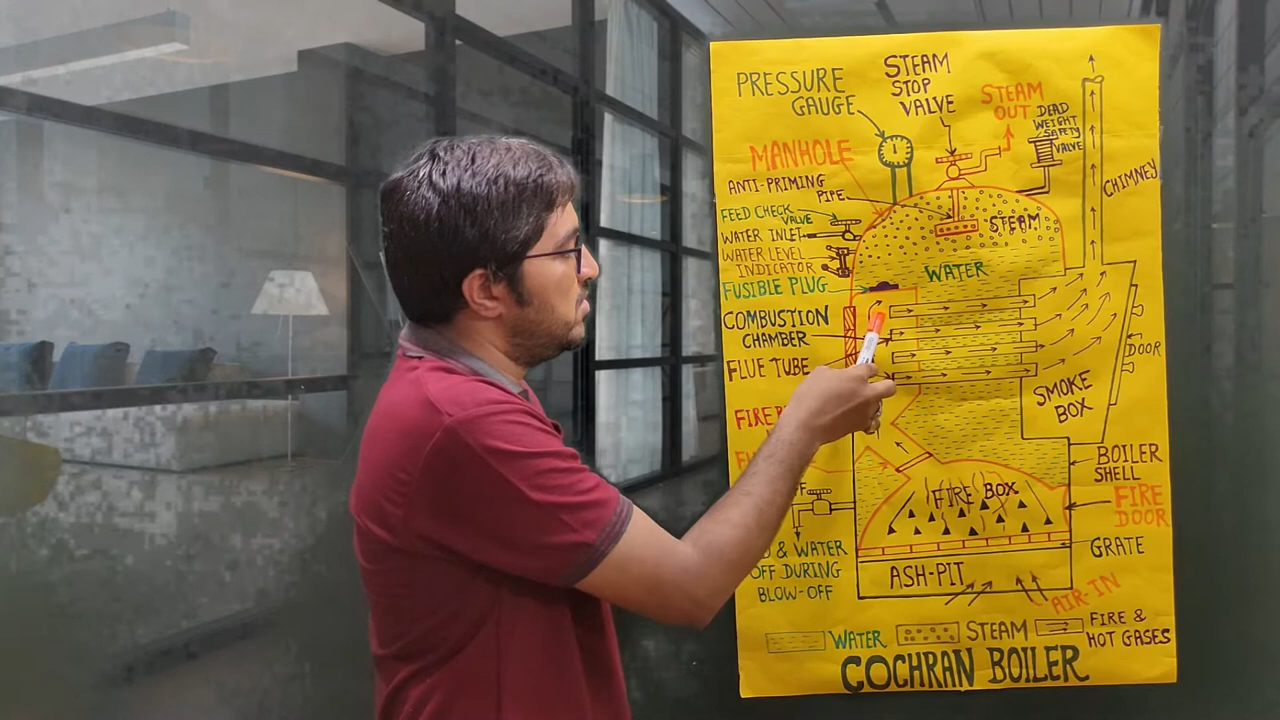 PRESSURE
GAUGE
STEAM
STOP
VALVE
STEAM
OUT
DEAD
WEIGHT
SAFETY
VALVE
MANHOLE
ANTI-PRIMING
PIPE
CHIMNEY
FEED CHECK
VALVE
STEAM
WATER INLET
WATER LEVEL
INDICATOR
WATER
FUSIBLE PLUG
COMBUSTION
CHAMBER
DOOR
FLUE TUBE
SMOKE
BOX
BOILER
SHELL
FIRE BOX
FIRE
DOOR
GRATE
& WATER
OFF DURING
BLOW-OFF
ASH-PIT
AIR-IN
WATER
STEAM
FIRE &
HOT GASES
COCHRAN BOILER